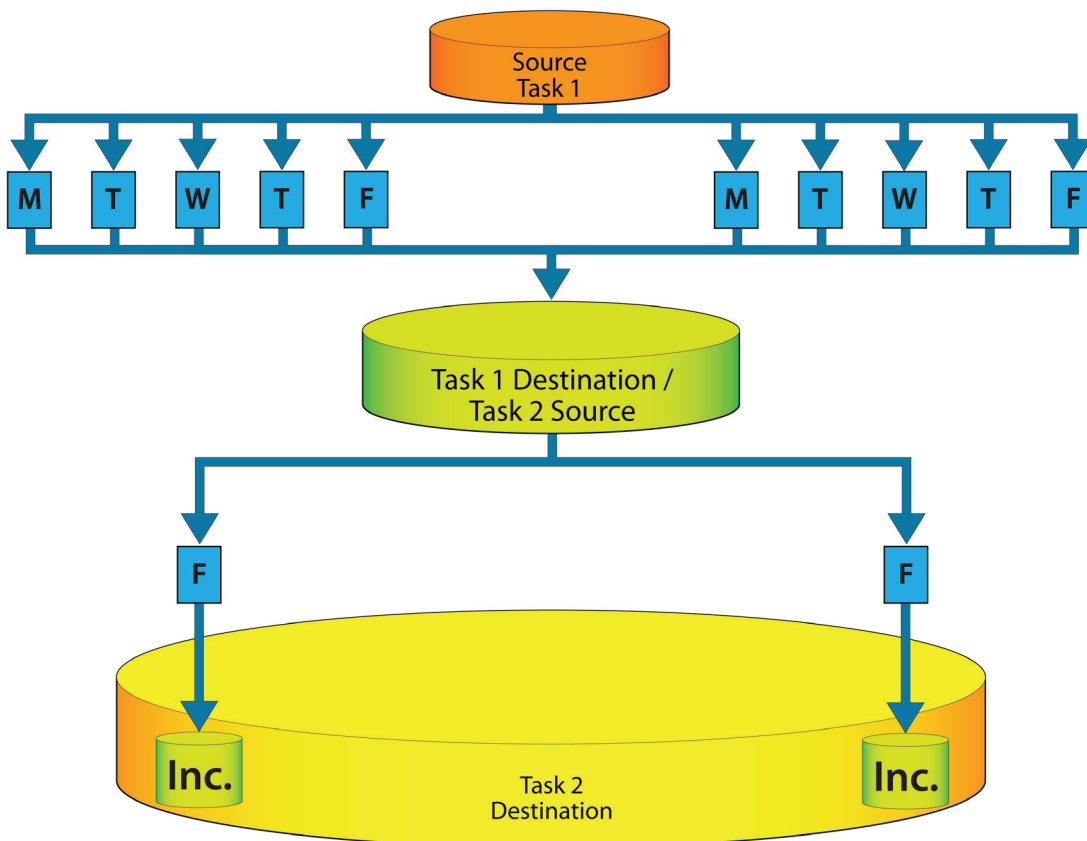 Source
Task 1
M T W T F M T W T F
Task 1 Destination /
Task 2 Source
F F
Inc. Inc.
Task 2
Destination